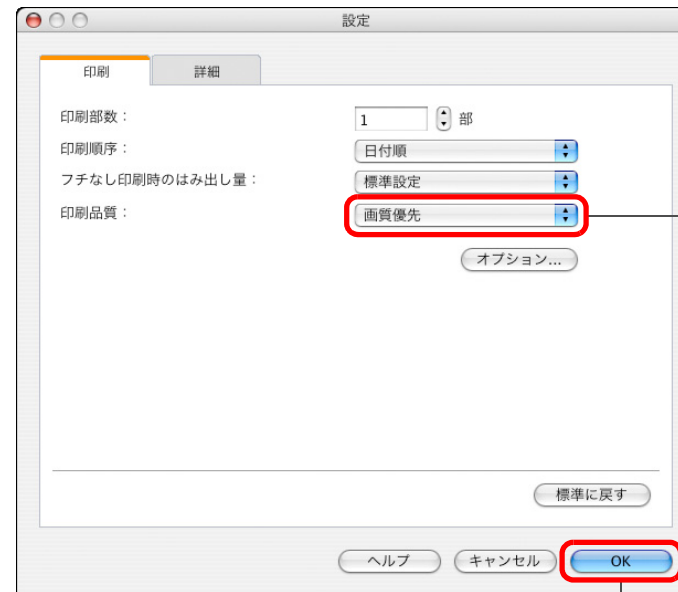 設定
印刷 詳細
印刷部数： 1 部
印刷順序： 日付順
フチなし印刷時のはみ出し量： 標準設定
印刷品質： 画質優先
オプション...
標準に戻す
ヘルプ キャンセル OK